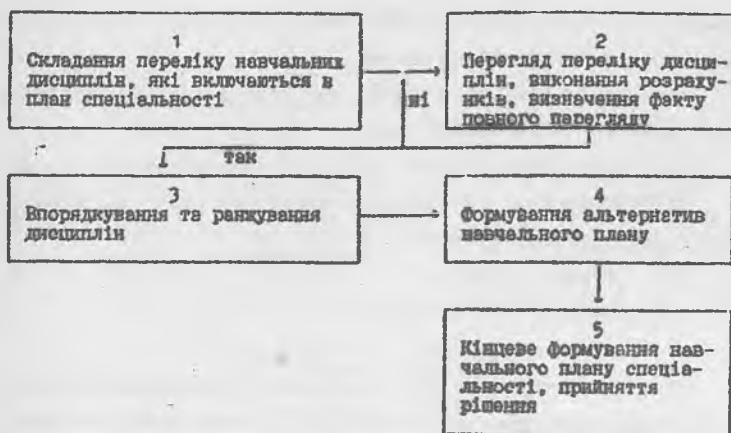 1
Складання переліку навчальних
дисциплін, які включаються в
план спеціальності
2
Перегляд переліку дисци-
плін, виконання розраху-
нків, визначення факту
повного перегляду
ні
так
3
Впорядкування та ранжування
дисциплін
4
Формування альтернатив
навчального плану
5
Кінцеве формування нав-
чального плану спеціа-
льності, прийняття
рішення